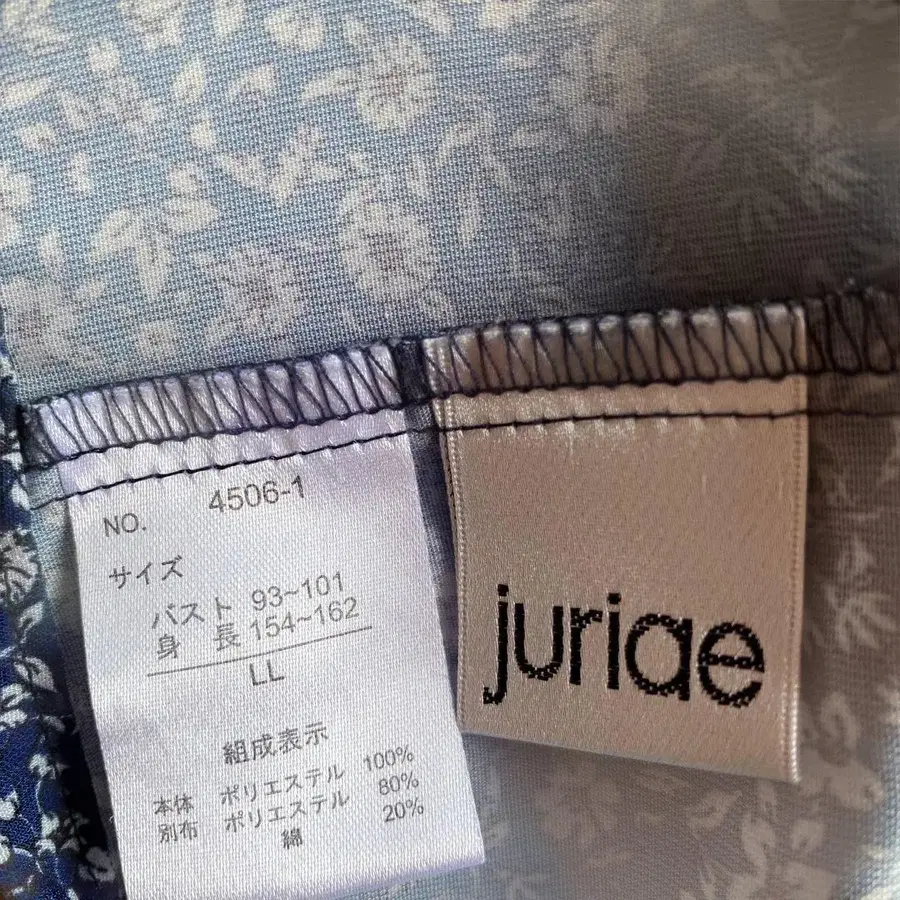 NO. 4506-1
サイズ
バスト 93~101
身 長 154~162
LL
組成表示
本体 ポリエステル 100%
別布 ポリエステル 80%
綿 20%
juriae